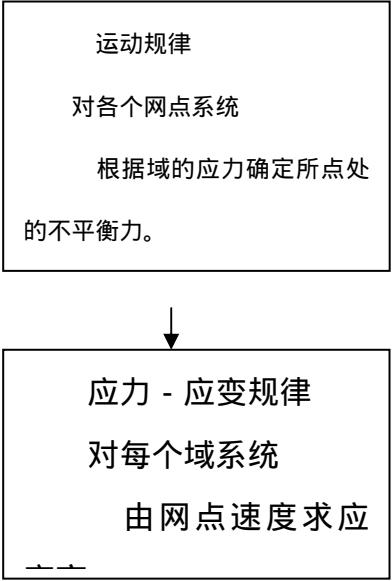 运动规律
对各个网点系统
根据域的应力确定所点处
的不平衡力。
应力 - 应变规律
对每个域系统
由网点速度求应